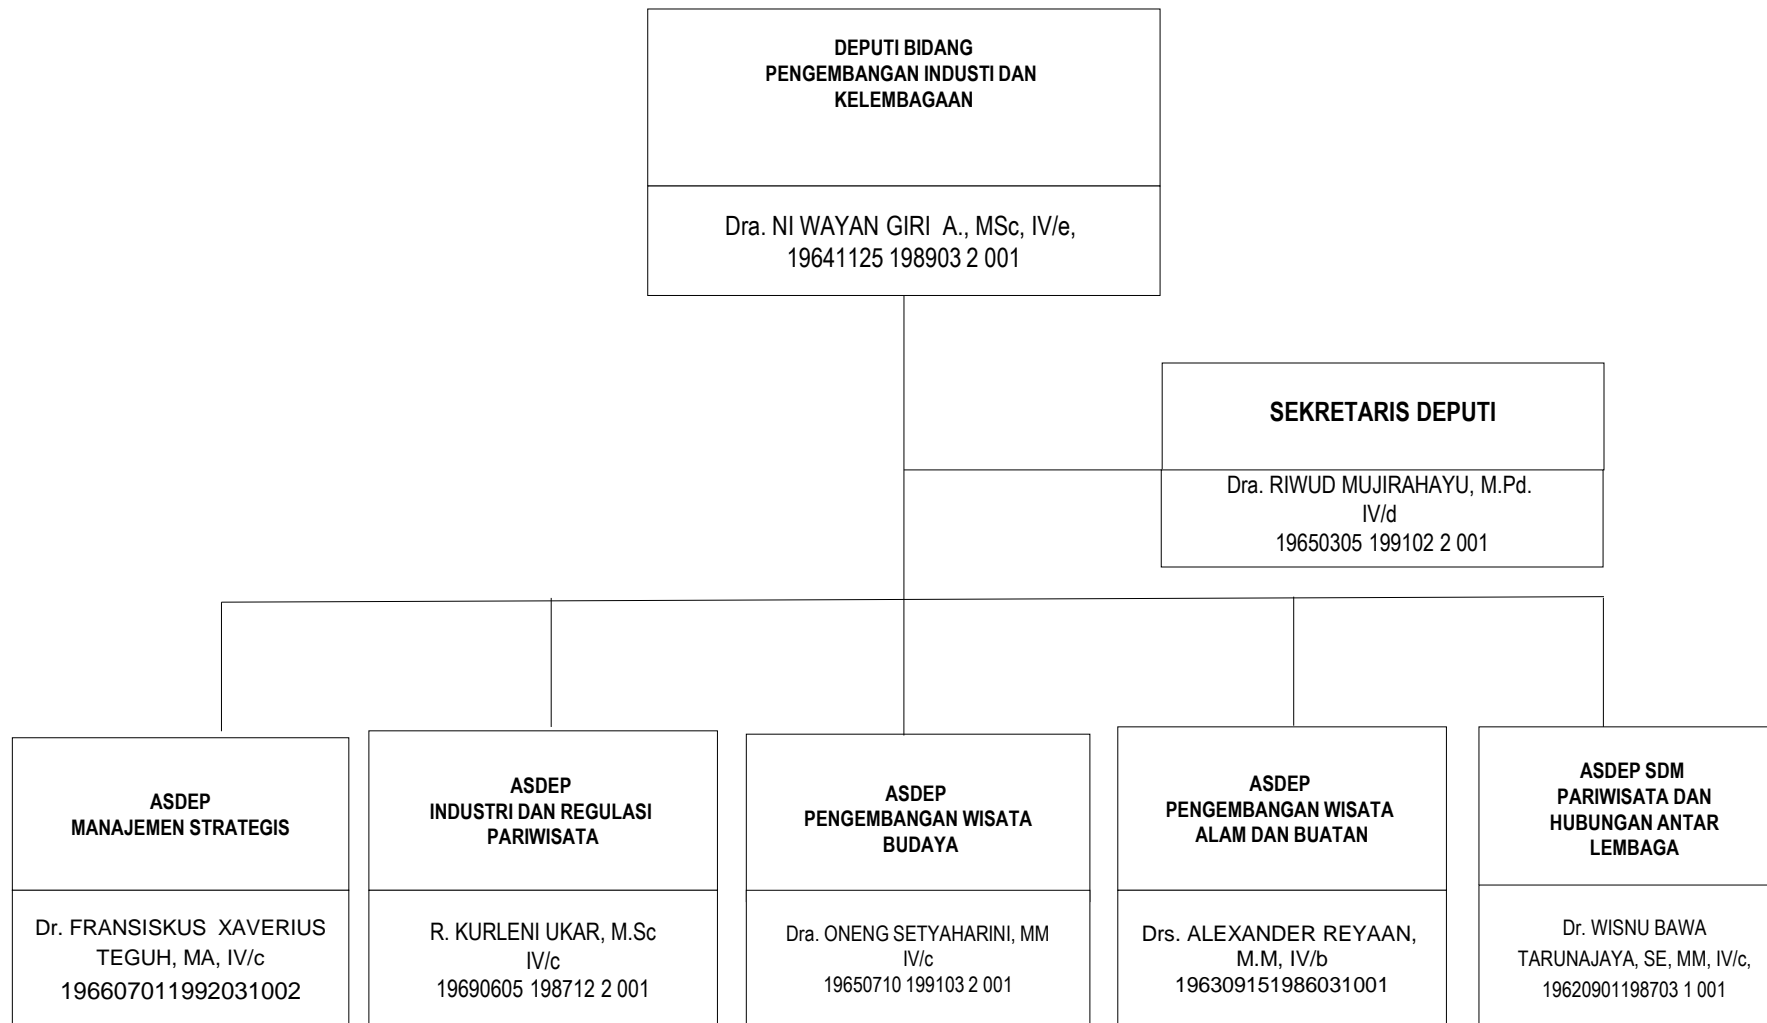 DEPUTI BIDANG
PENGEMBANGAN INDUSTI DAN
KELEMBAGAAN
Dra. NI WAYAN GIRI A., MSc, IV/e,
19641125 198903 2 001
SEKRETARIS DEPUTI
Dra. RIWUD MUJIRAHAYU, M.Pd.
IV/d
19650305 199102 2 001
ASDEP
MANAJEMEN STRATEGIS
Dr. FRANSISKUS XAVERIUS
TEGUH, MA, IV/c
196607011992031002
ASDEP
INDUSTRI DAN REGULASI
PARIWISATA
R. KURLENI UKAR, M.Sc
IV/c
19690605 198712 2 001
ASDEP
PENGEMBANGAN WISATA
BUDAYA
Dra. ONENG SETYAHARINI, MM
IV/c
19650710 199103 2 001
ASDEP
PENGEMBANGAN WISATA
ALAM DAN BUATAN
Drs. ALEXANDER REYAAN,
M.M, IV/b
196309151986031001
ASDEP SDM
PARIWISATA DAN
HUBUNGAN ANTAR
LEMBAGA
Dr. WISNU BAWA
TARUNAJAYA, SE, MM, IV/c,
19620901198703 1 001